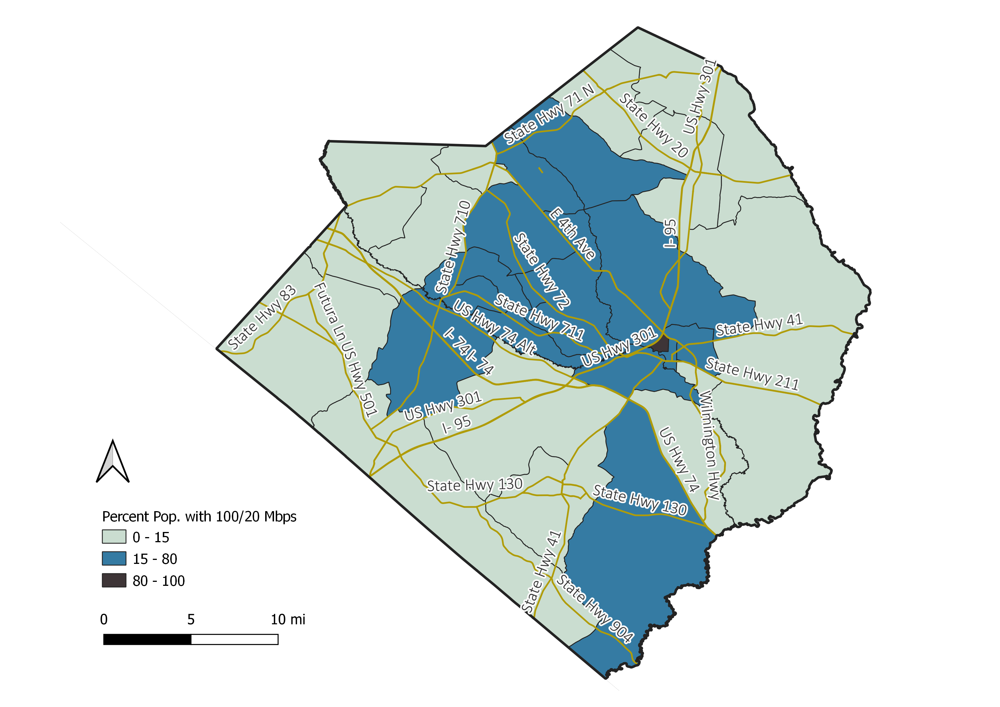 US Hwy 301
State Hwy 71 N
State Hwy 20
State Hwy 710
E 4th Ave
I- 95
State Hwy 72
State Hwy 83
Futura Ln
US Hwy 501
US Hwy 74 Alt
State Hwy 711
I- 74
I- 74
US Hwy 301
State Hwy 41
State Hwy 211
US Hwy 301
I- 95
Wilmington Hwy
US Hwy 74
State Hwy 130
State Hwy 130
State Hwy 41
State Hwy 904
Percent Pop. with 100/20 Mbps
0 - 15
15 - 80
80 - 100
0 5 10 mi